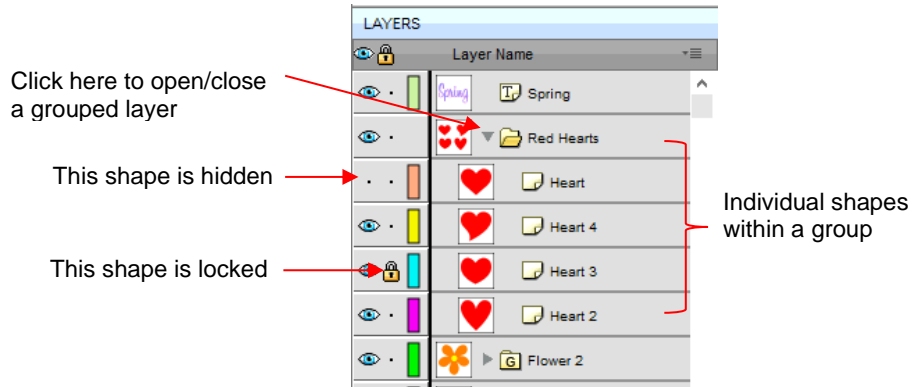 LAYERS
Layer Name
Click here to open/close
a grouped layer
Spring
T Spring
Red Hearts
This shape is hidden
Heart
Individual shapes
within a group
Heart 4
This shape is locked
Heart 3
Heart 2
G Flower 2